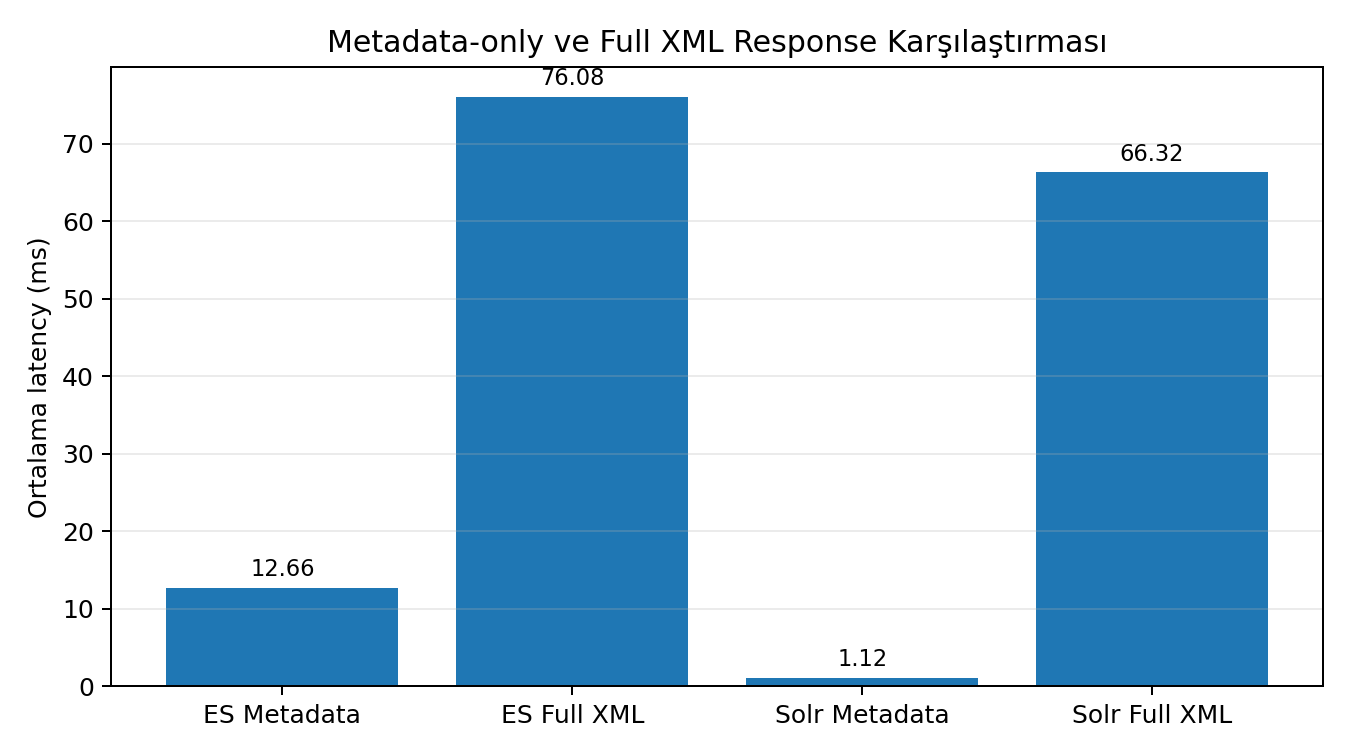 Metadata-only ve Full XML Response Karşılaştırması
76.08
70
66.32
60
50
40
30
20
12.66
10
1.12
0
Ortalama latency (ms)
ES Metadata
ES Full XML
Solr Metadata
Solr Full XML